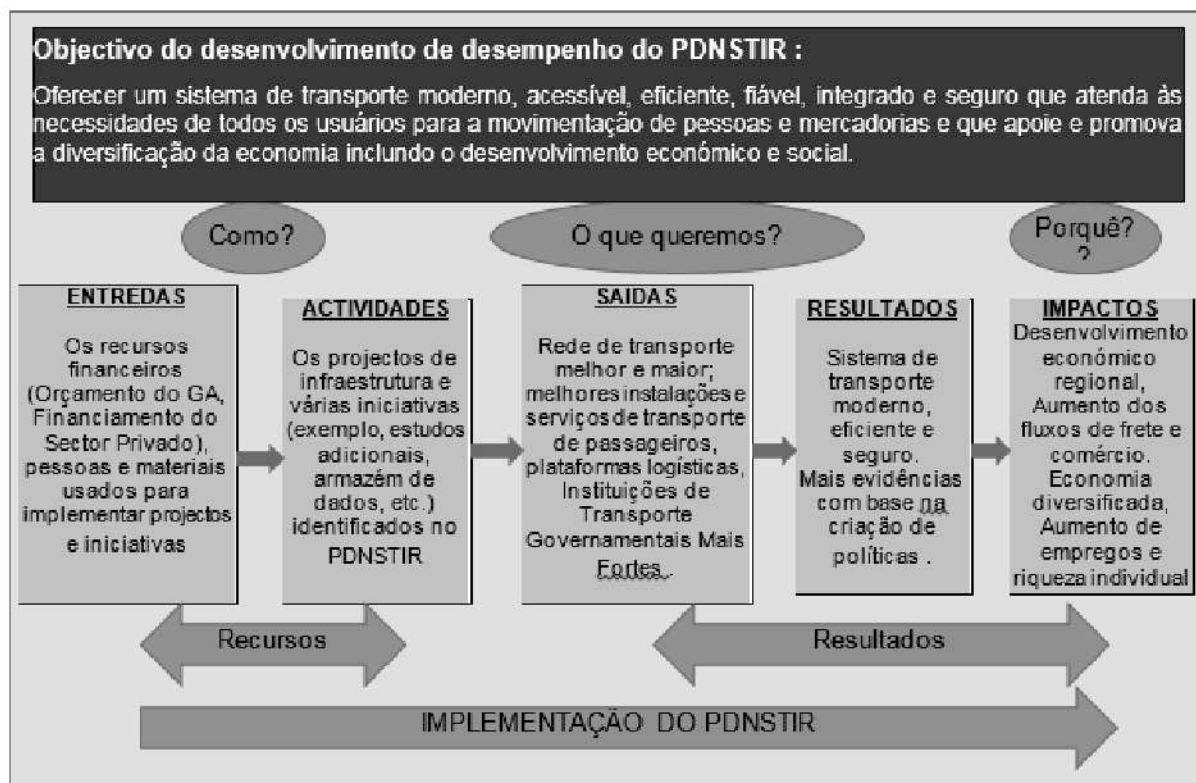 Objectivo do desenvolvimento de desempenho do PDNSTIR :
Oferecer um sistema de transporte moderno, acessível, eficiente, fiável, integrado e seguro que atenda às
necessidades de todos os usuários para a movimentação de pessoas e mercadorias e que apoie e promova
a diversificação da economia inclundo o desenvolvimento económico e social.
Como?
O que queremos?
Porquê?
?
ENTREDAS
Os recursos
financeiros
(Orçamento do GA,
Financiamento do
Sector Privado),
pessoas e materiais
usados para
implementar projectos
e iniciativas
ACTIVIDADES
Os projectos de
infraestrutura e
várias iniciativas
(exemplo, estudos
adicionais,
armazém de
dados, etc.)
identificados no
PDNSTIR
SAIDAS
Rede de transporte
melhor e maior;
melhores instalações e
serviços de transporte
de passageiros,
plataformas logísticas,
Instituições de
Transporte
Governamentais Mais
Fortes.
RESULTADOS
Sistema de
transporte
moderno,
eficiente e
seguro.
Mais evidências
com base na
criação de
políticas .
IMPACTOS
Desenvolvimento
económico
regional,
Aumento dos
fluxos de frete e
comércio.
Economia
diversificada,
Aumento de
empregos e
riqueza individual
Recursos
Resultados
IMPLEMENTAÇÃO DO PDNSTIR